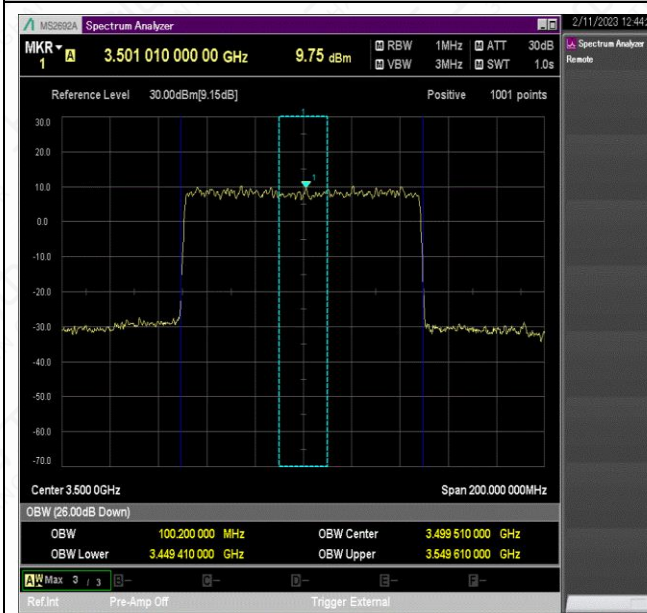 MS2692A Spectrum Analyzer
2/11/2023 12:44:
MKR 1 A 3.501 010 000 00 GHz 9.75 dBm
M RBW 1MHz M ATT 30dB
M VBW 3MHz M SWT 1.0s
Spectrum Analyzer
Remote
Reference Level 30.00dBm[9.15dB] Positive 1001 points
1
30.0
20.0
1
10.0
0.0
-10.0
-20.0
-30.0
-40.0
-50.0
-60.0
-70.0
Center 3.500 0GHz Span 200.000 000MHz
OBW (26.00dB Down)
OBW 100.200 000 MHz OBW Center 3.499 510 000 GHz
OBW Lower 3.449 410 000 GHz OBW Upper 3.549 610 000 GHz
A W Max 3 / 3 B- C- D- E- F-
Ref.Int Pre-Amp Off Trigger External